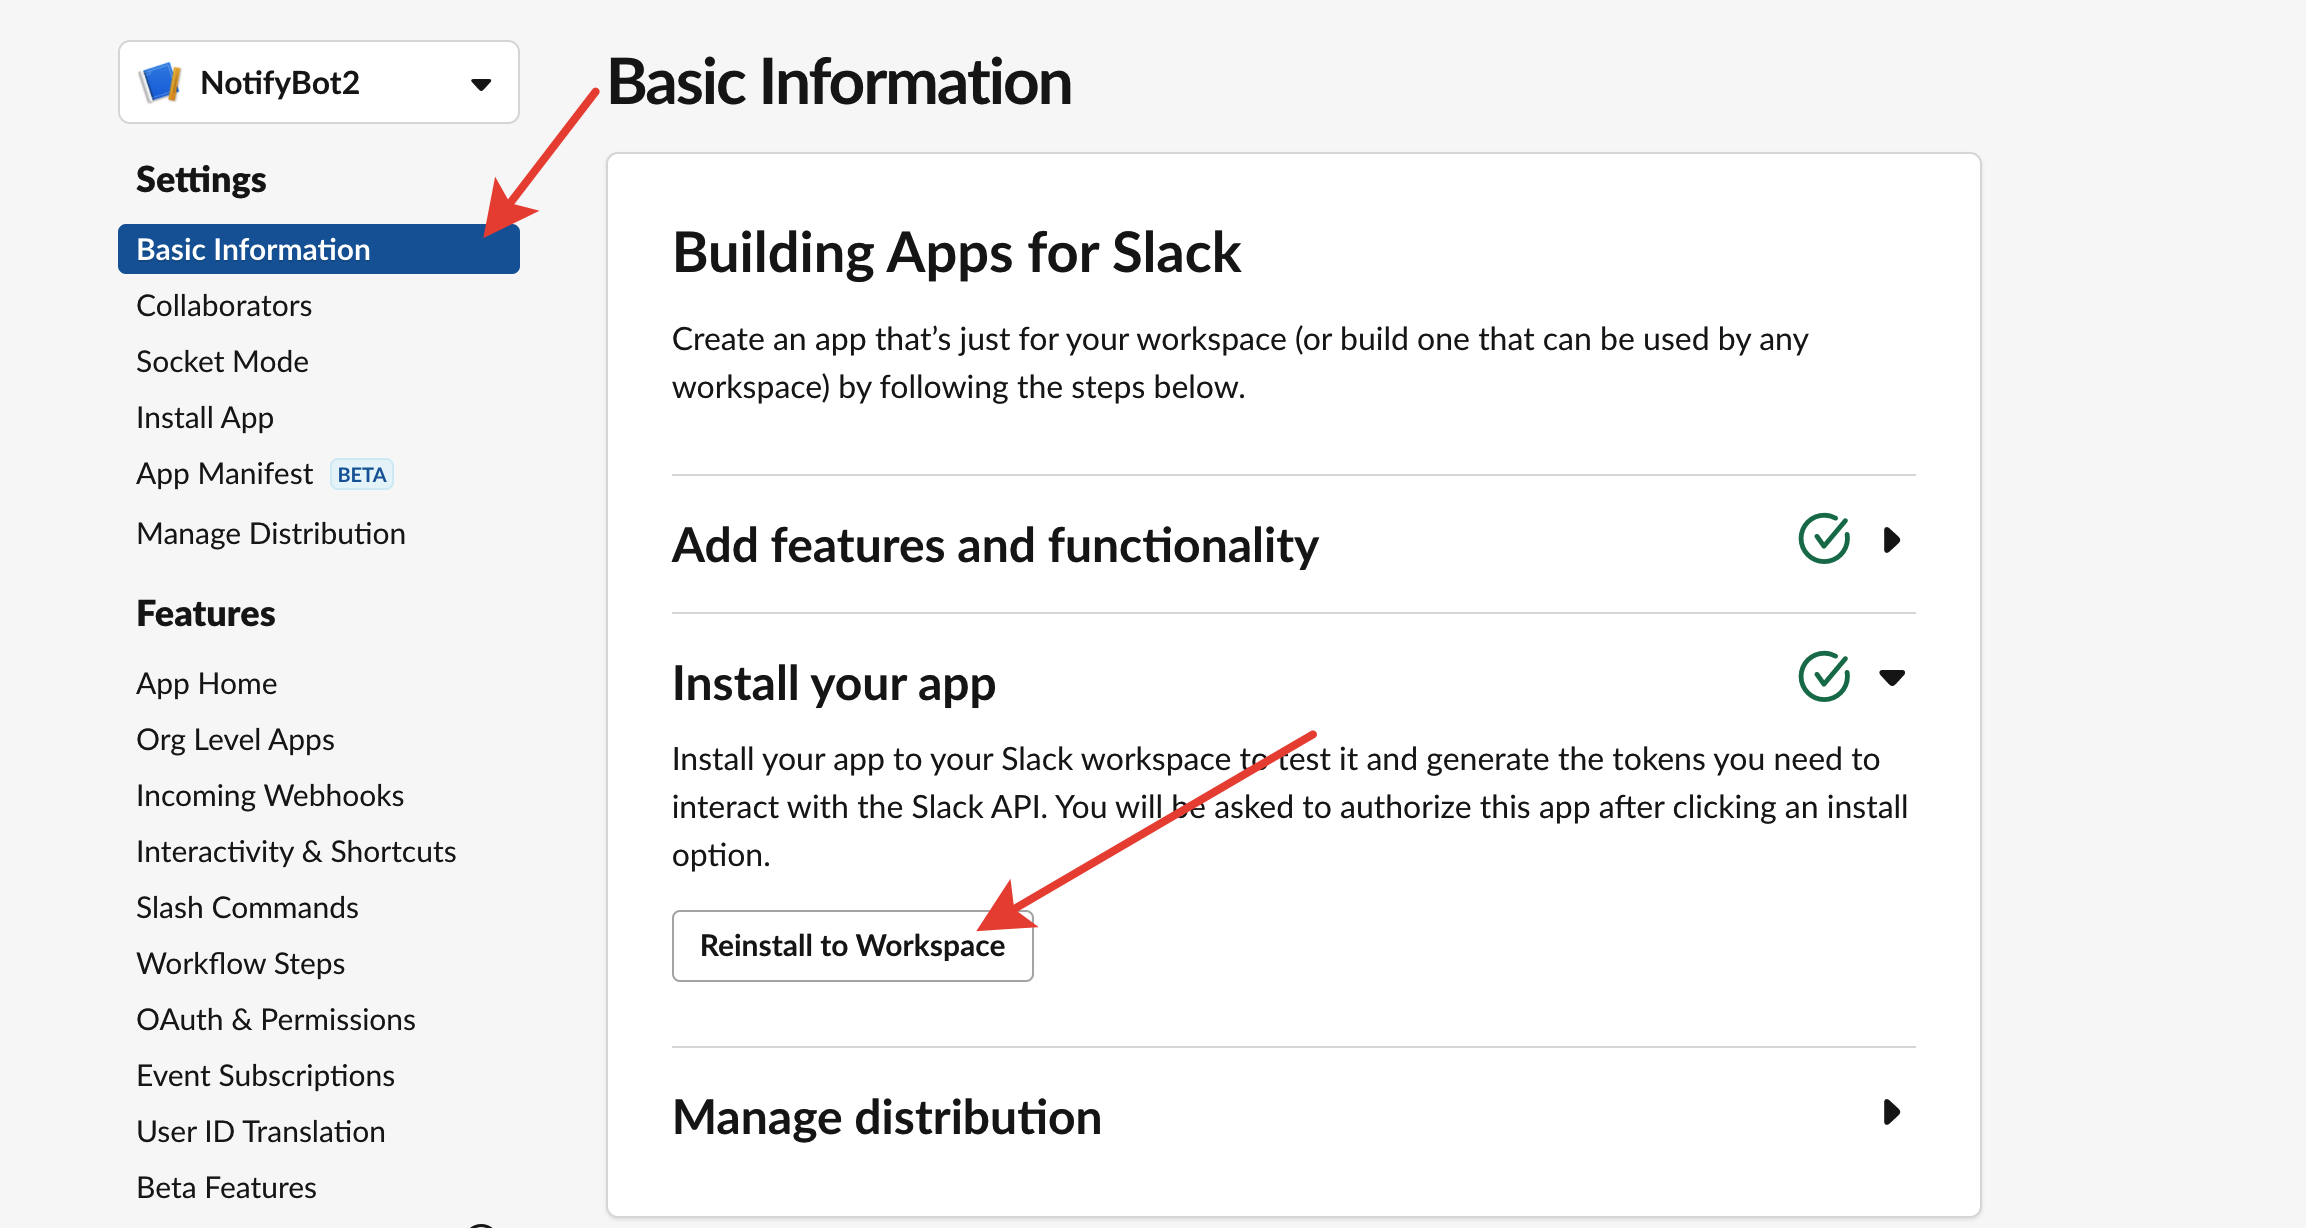 NotifyBot2
Settings
Basic Information
Collaborators
Socket Mode
Install App
App Manifest BETA
Manage Distribution
Features
App Home
Org Level Apps
Incoming Webhooks
Interactivity & Shortcuts
Slash Commands
Workflow Steps
OAuth & Permissions
Event Subscriptions
User ID Translation
Beta Features
Basic Information
Building Apps for Slack
Create an app that’s just for your workspace (or build one that can be used by any
workspace) by following the steps below.
Add features and functionality
Install your app
Install your app to your Slack workspace to test it and generate the tokens you need to
interact with the Slack API. You will be asked to authorize this app after clicking an install
option.
Reinstall to Workspace
Manage distribution